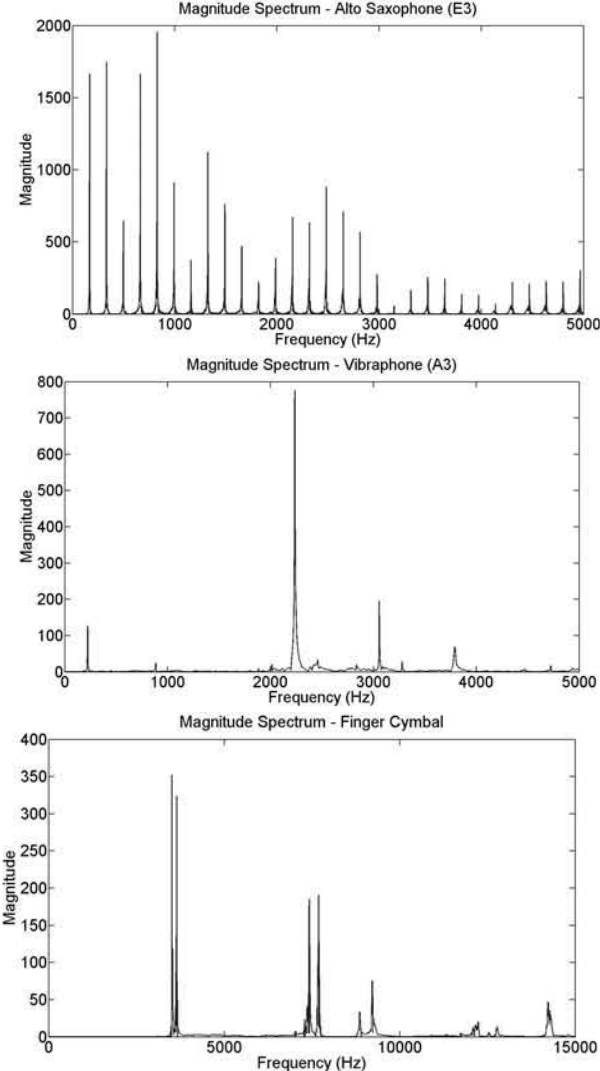 Magnitude Spectrum - Alto Saxophone (E3)
2000
1500
1000
500
0
Magnitude
0 1000 2000 3000 4000 5000
Frequency (Hz)
Magnitude Spectrum - Vibraphone (A3)
800
700
600
500
400
300
200
100
0
Magnitude
0 1000 2000 3000 4000 5000
Frequency (Hz)
Magnitude Spectrum - Finger Cymbal
400
350
300
250
200
150
100
50
0
Magnitude
0 5000 10000 15000
Frequency (Hz)